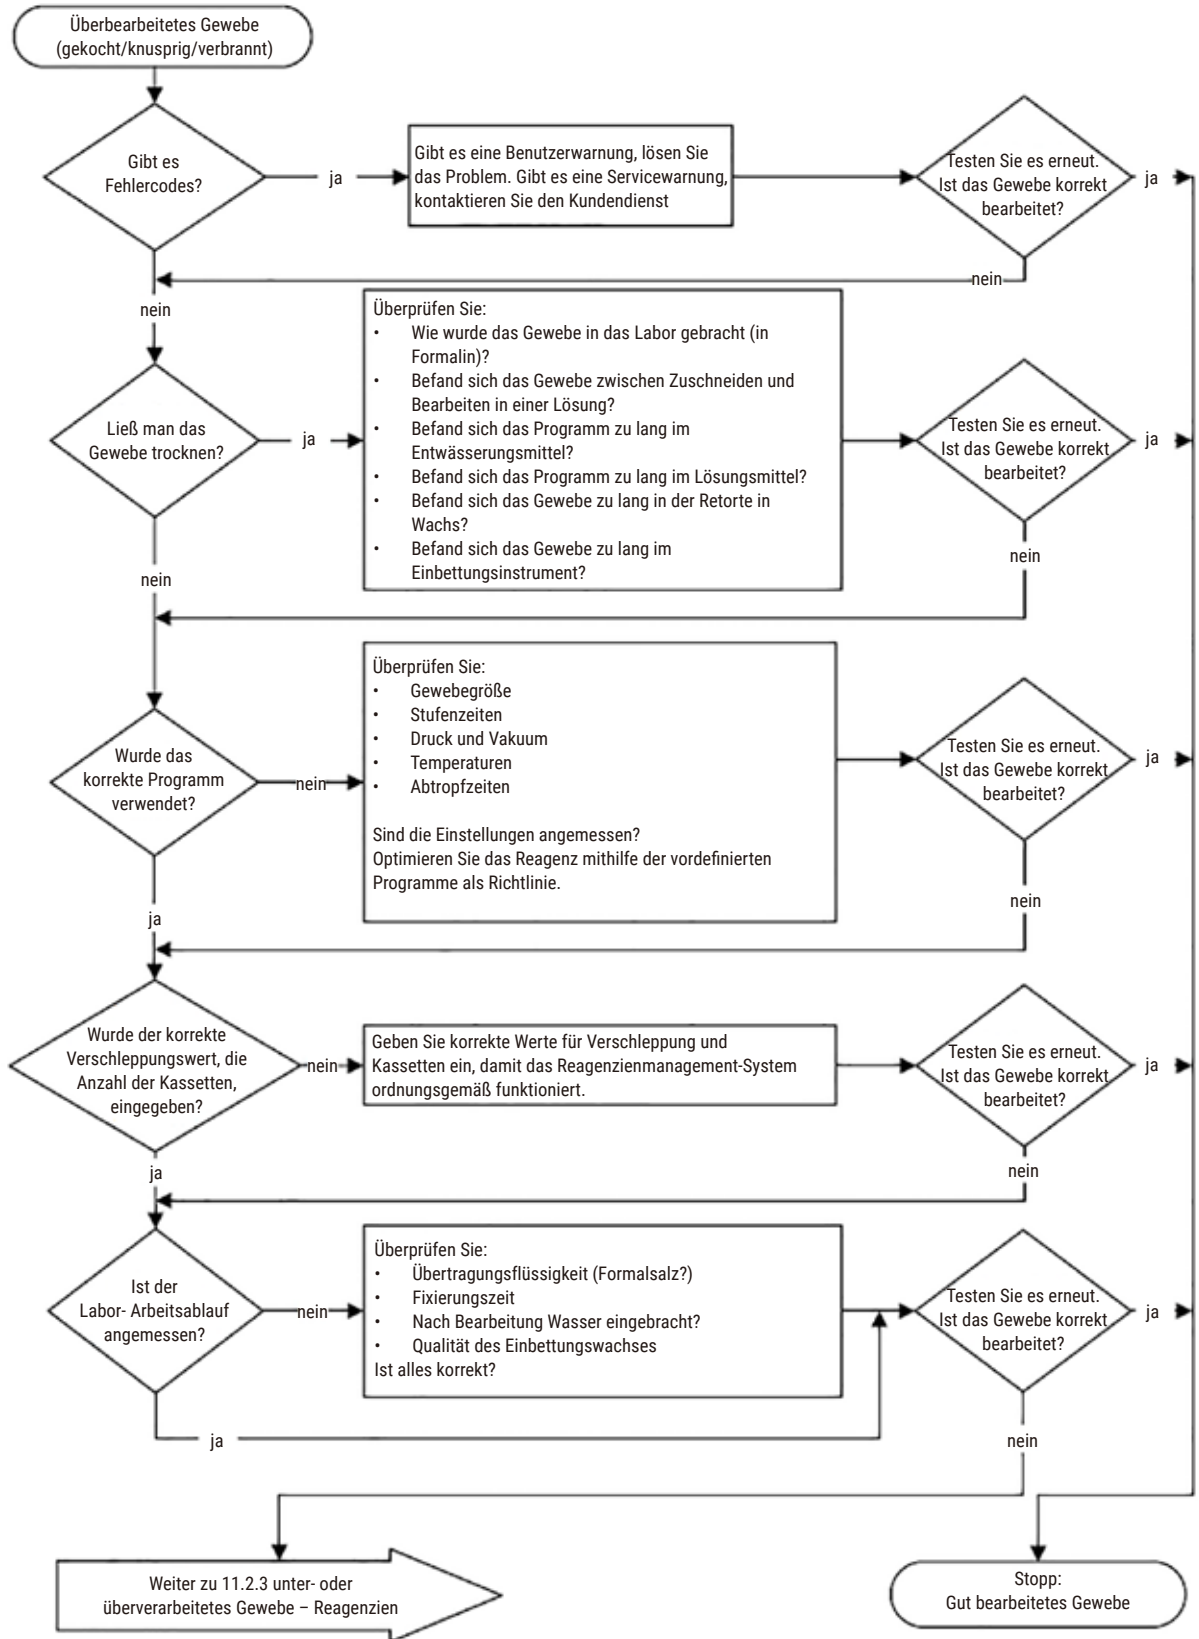 Überbearbeitetes Gewebe
(gekocht/knusprig/verbrannt)
Gibt es
Fehlercodes?
ja
Gibt es eine Benutzerwarnung, lösen Sie
das Problem. Gibt es eine Servicewarnung,
kontaktieren Sie den Kundendienst
Testen Sie es erneut.
Ist das Gewebe korrekt
bearbeitet?
ja
nein
nein
Ließ man das
Gewebe trocknen?
ja
Überprüfen Sie:
• Wie wurde das Gewebe in das Labor gebracht (in
Formalin)?
• Befand sich das Gewebe zwischen Zuschneiden und
Bearbeiten in einer Lösung?
• Befand sich das Programm zu lang im
Entwässerungsmittel?
• Befand sich das Programm zu lang im Lösungsmittel?
• Befand sich das Gewebe zu lang in der Retorte in
Wachs?
• Befand sich das Gewebe zu lang im
Einbettungsinstrument?
Testen Sie es erneut.
Ist das Gewebe korrekt
bearbeitet?
ja
nein
nein
Wurde das
korrekte Programm
verwendet?
nein
Überprüfen Sie:
• Gewebegröße
• Stufenzeiten
• Druck und Vakuum
• Temperaturen
• Abtropfzeiten
Sind die Einstellungen angemessen?
Optimieren Sie das Reagenz mithilfe der vordefinierten
Programme als Richtlinie.
Testen Sie es erneut.
Ist das Gewebe korrekt
bearbeitet?
ja
nein
ja
Wurde der korrekte
Verschleppungswert, die
Anzahl der Kassetten,
eingegeben?
nein
Geben Sie korrekte Werte für Verschleppung und
Kassetten ein, damit das Reagenzienmanagement-System
ordnungsgemäß funktioniert.
Testen Sie es erneut.
Ist das Gewebe korrekt
bearbeitet?
ja
nein
ja
Ist der
Labor- Arbeitsablauf
angemessen?
nein
Überprüfen Sie:
• Übertragungsflüssigkeit (Formalsalz?)
• Fixierungszeit
• Nach Bearbeitung Wasser eingebracht?
• Qualität des Einbettungswachses
Ist alles korrekt?
Testen Sie es erneut.
Ist das Gewebe korrekt
bearbeitet?
ja
ja
nein
Weiter zu 11.2.3 unter- oder
überverarbeitetes Gewebe – Reagenzien
Stopp:
Gut bearbeitetes Gewebe